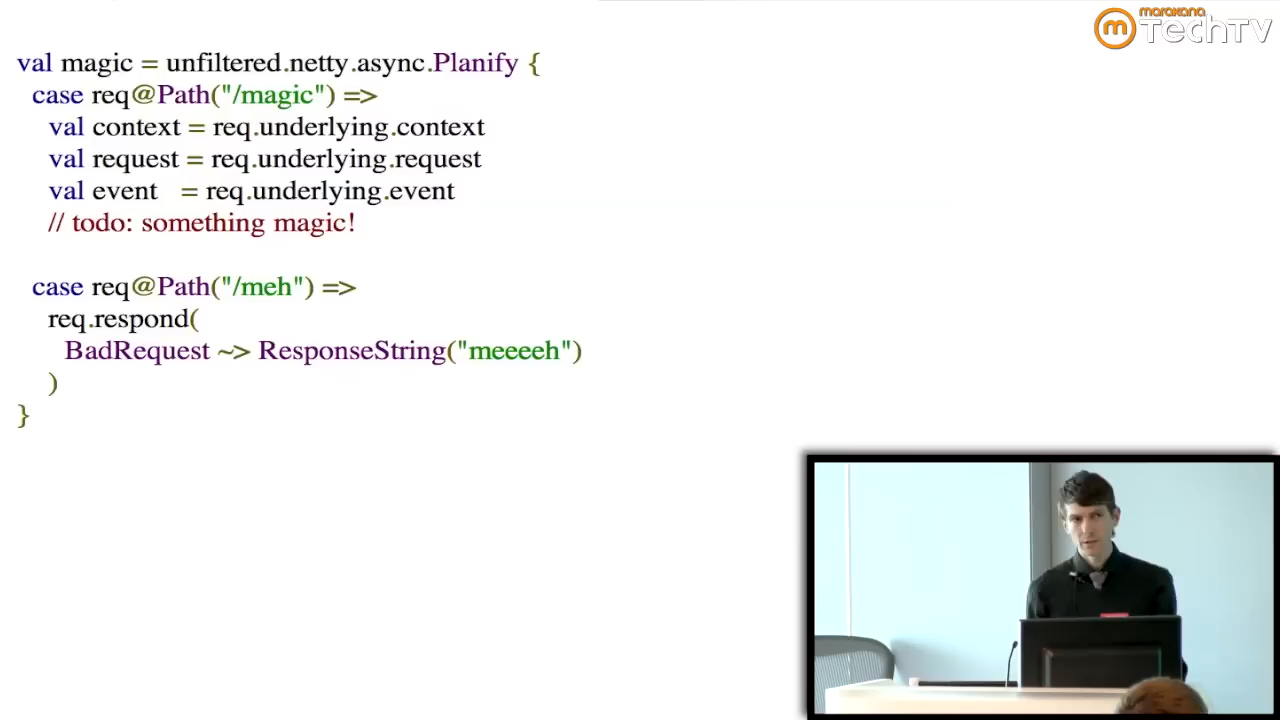 marakana
TechTV
val magic = unfiltered.netty.async.Planify {
case req@Path("/magic") =>
val context = req.underlying.context
val request = req.underlying.request
val event = req.underlying.event
// todo: something magic!
case req@Path("/meh") =>
req.respond(
BadRequest ~> ResponseString("meeeeh")
)
}